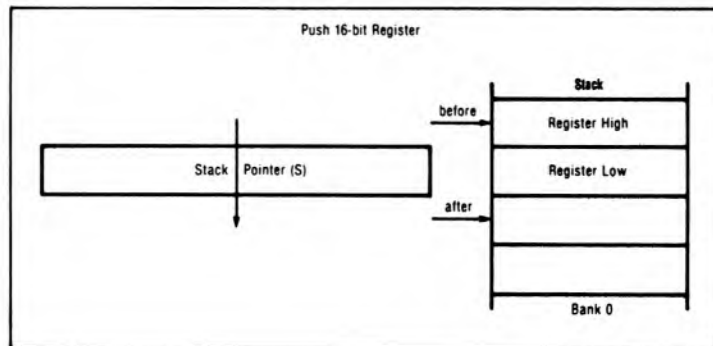 Push 16-bit Register
Stack
before
Register High
Stack Pointer (S)
Register Low
after
Bank 0